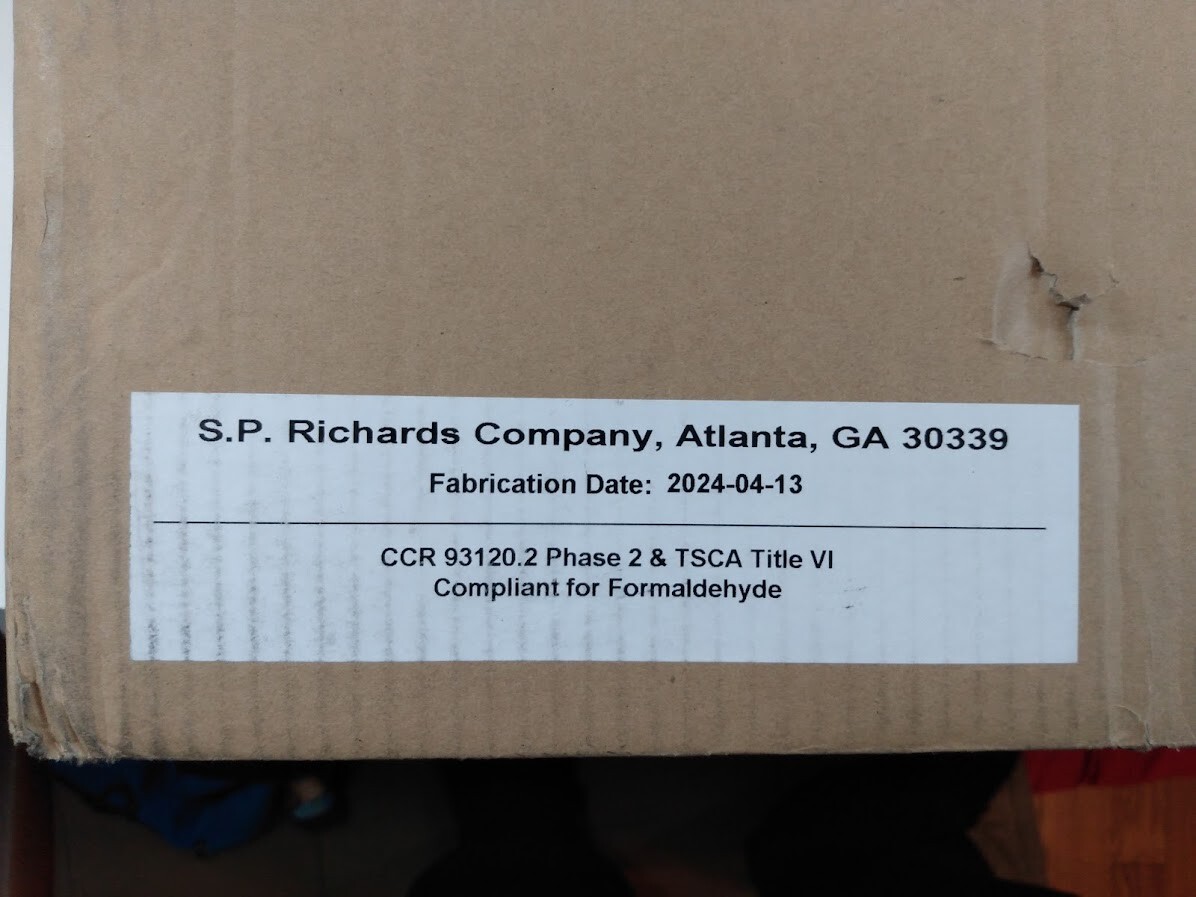 S.P. Richards Company, Atlanta, GA 30339
Fabrication Date: 2024-04-13
CCR 93120.2 Phase 2 & TSCA Title VI
Compliant for Formaldehyde